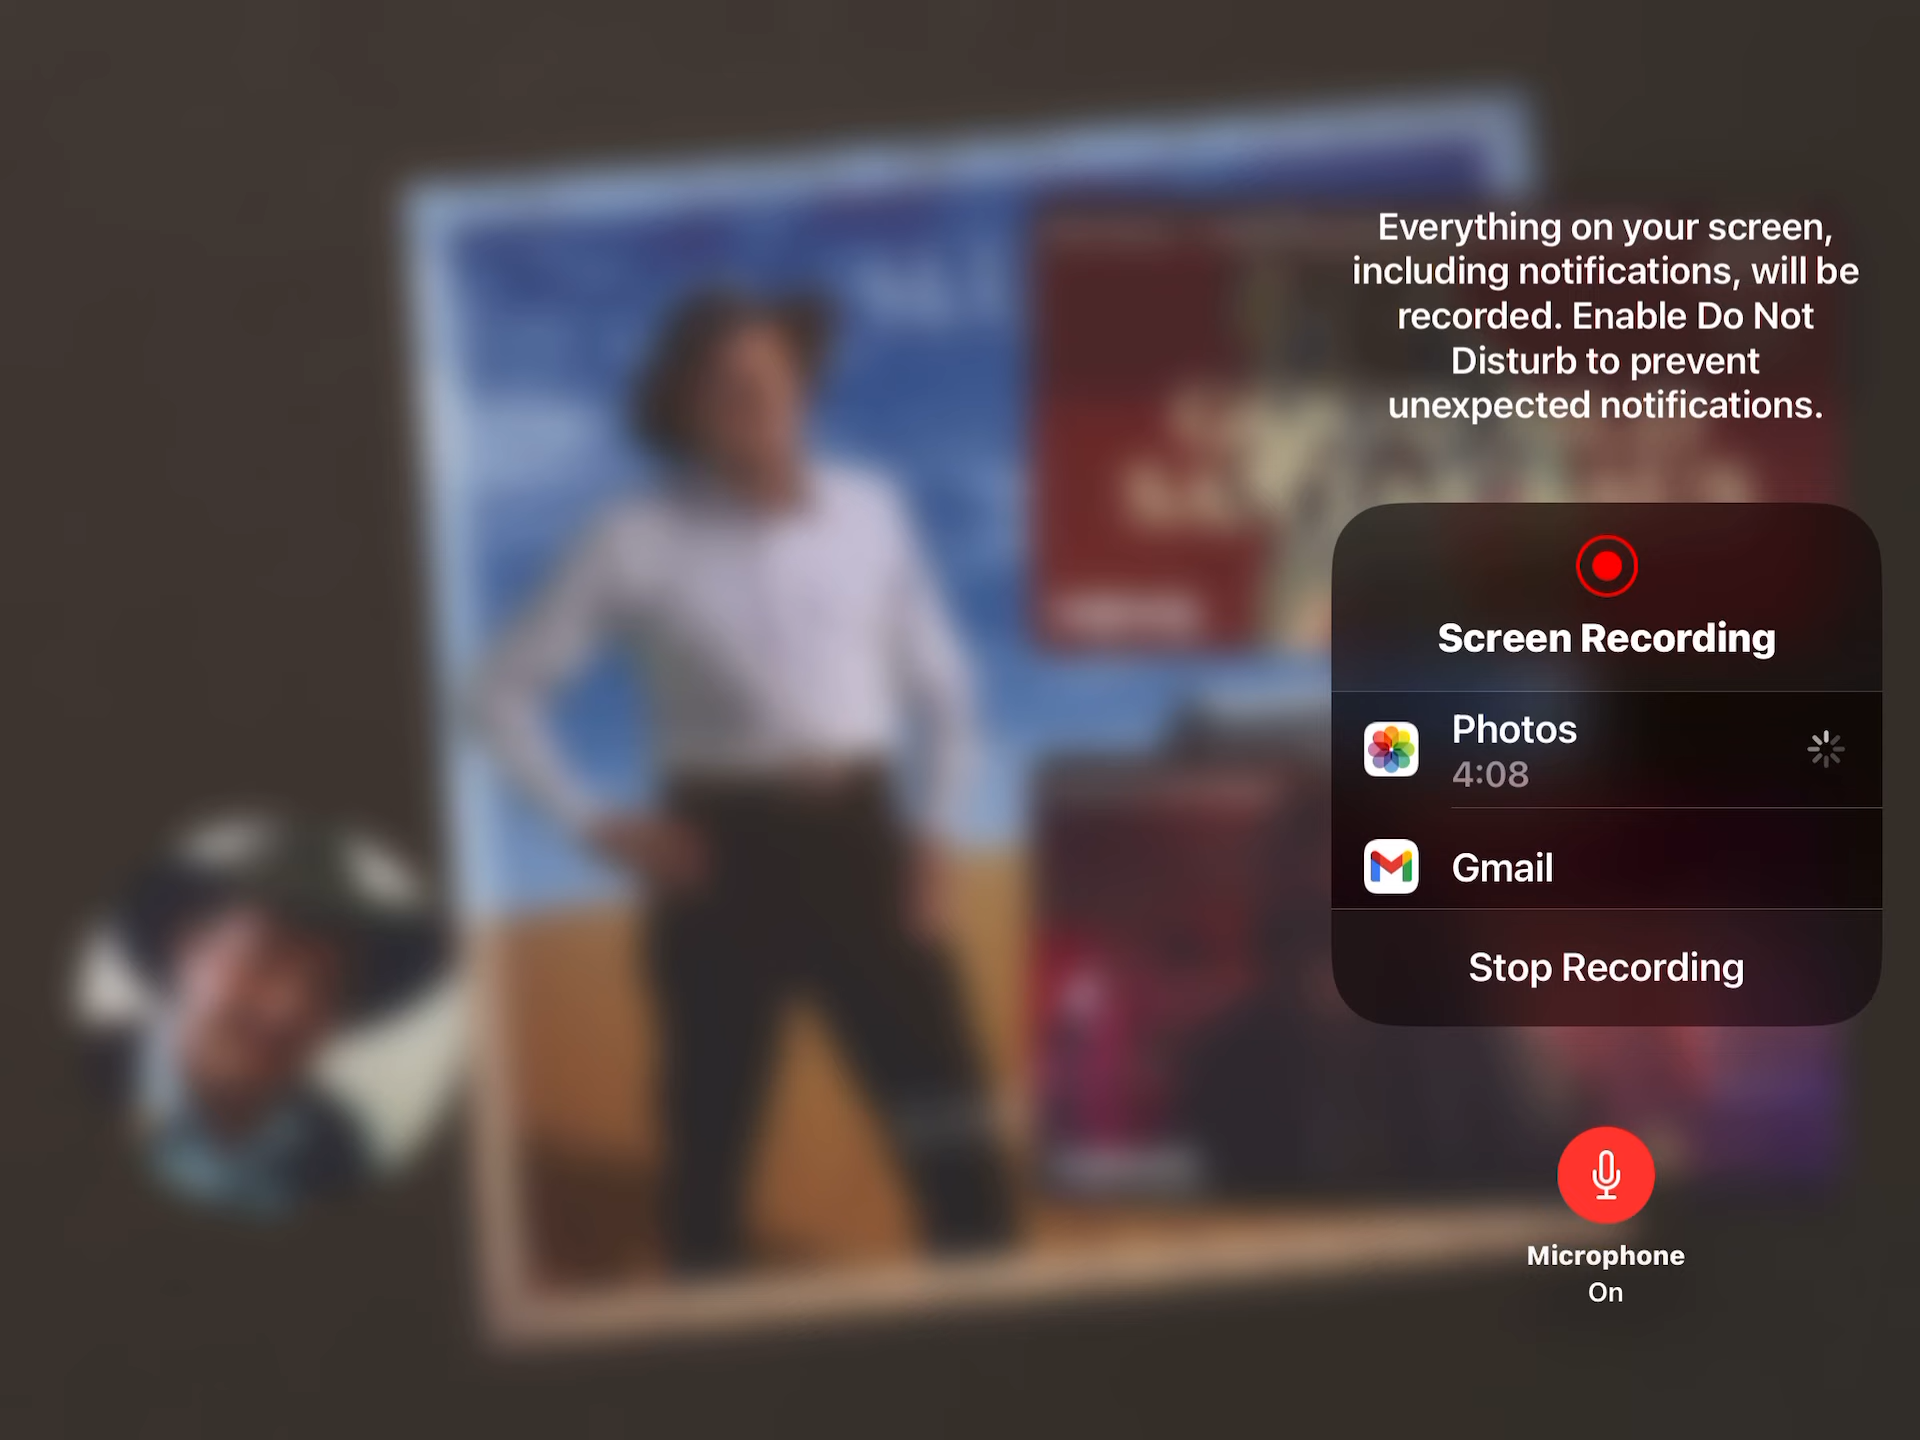 Everything on your screen,
including notifications, will be
recorded. Enable Do Not
Disturb to prevent
unexpected notifications.
Screen Recording
Photos
4:08
Gmail
Stop Recording
Microphone
On